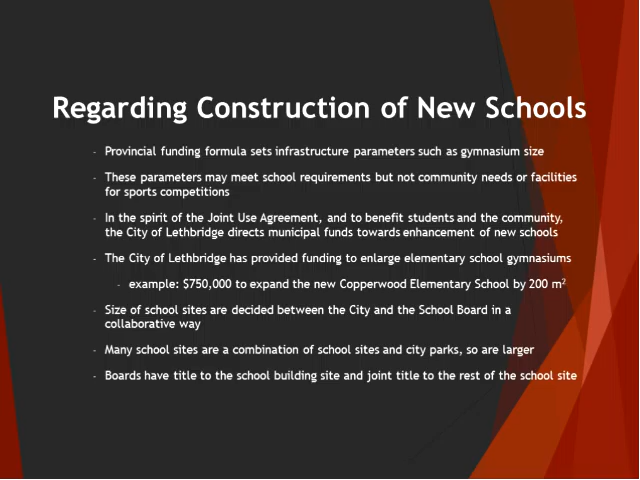 Regarding Construction of New Schools
- Provincial funding formula sets infrastructure parameters such as gymnasium size
- These parameters may meet school requirements but not community needs or facilities
for sports competitions
- In the spirit of the Joint Use Agreement, and to benefit students and the community,
the City of Lethbridge directs municipal funds towards enhancement of new schools
- The City of Lethbridge has provided funding to enlarge elementary school gymnasiums
- example: $750,000 to expand the new Copperwood Elementary School by 200 m²
- Size of school sites are decided between the City and the School Board in a
collaborative way
- Many school sites are a combination of school sites and city parks, so are larger
- Boards have title to the school building site and joint title to the rest of the school site